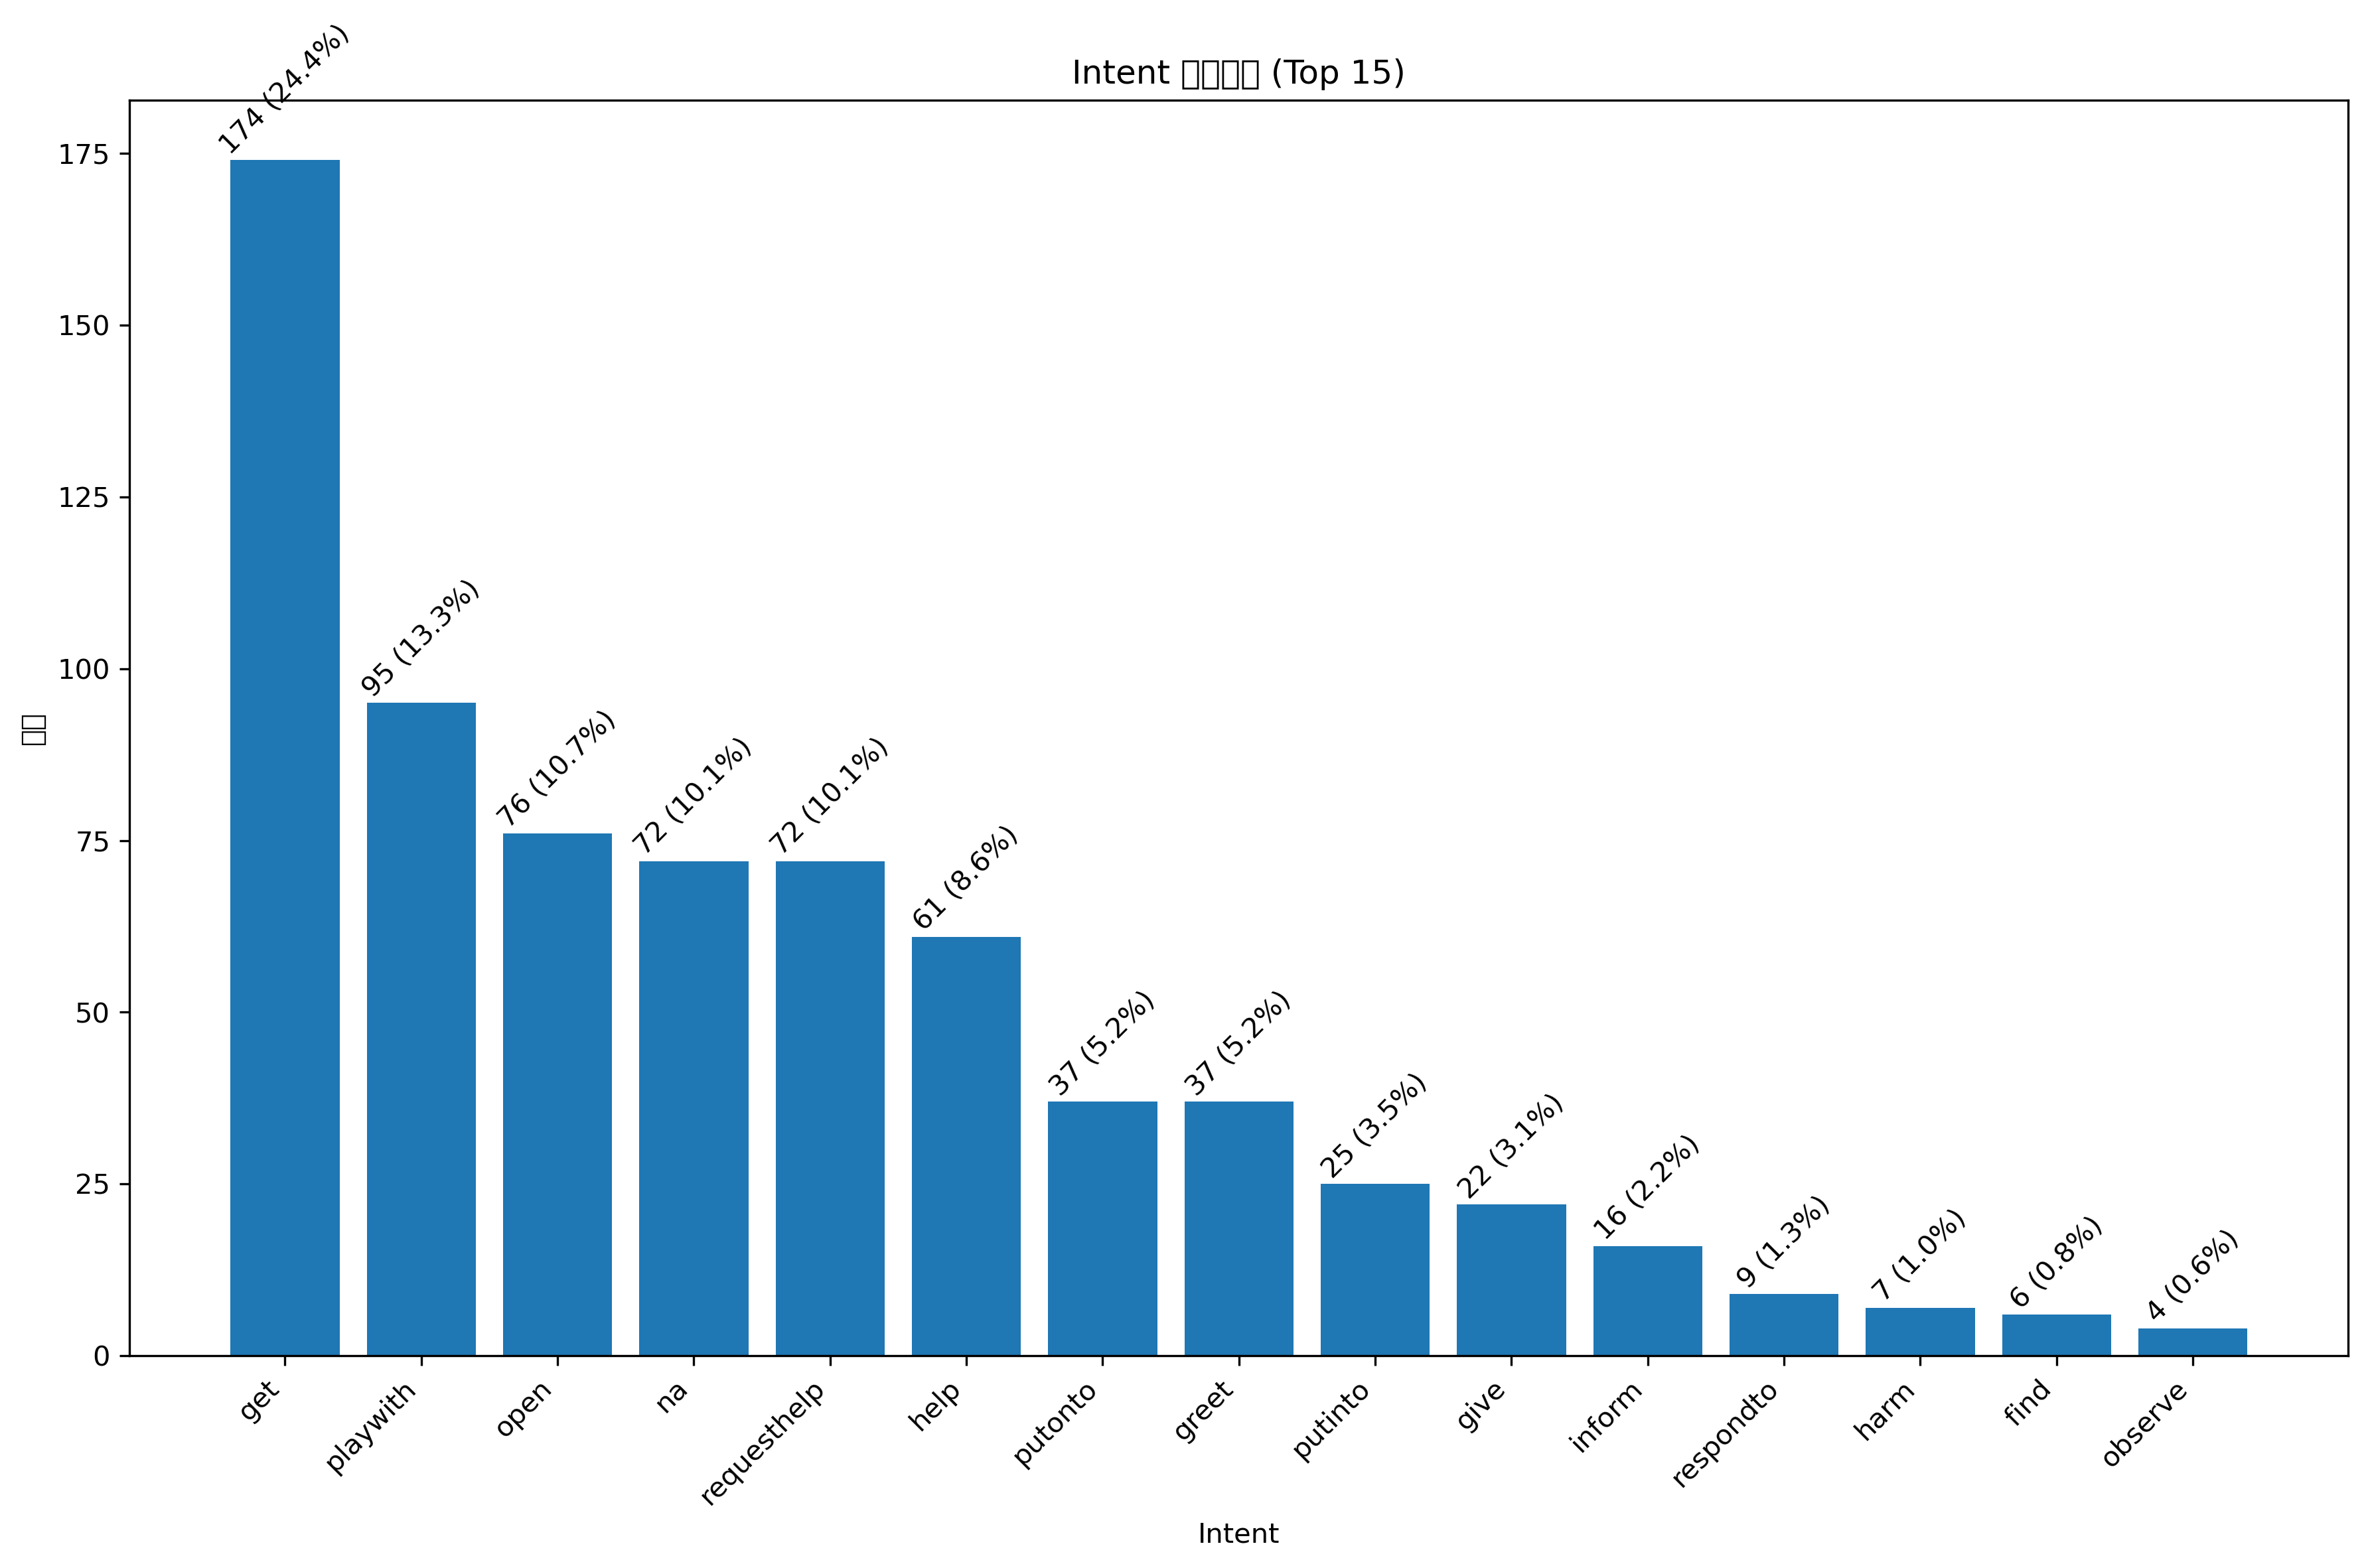 Intent (Top 15)
174 (24.4%)
95 (13.3%)
76 (10.7%)
72 (10.1%)
72 (10.1%)
61 (8.6%)
37 (5.2%)
37 (5.2%)
25 (3.5%)
22 (3.1%)
16 (2.2%)
9 (1.3%)
7 (1.0%)
6 (0.8%)
4 (0.6%)
175
150
125
100
75
50
25
0
get
playwith
open
na
requesthelp
help
putonto
greet
putinto
give
inform
respondto
harm
find
observe
Intent